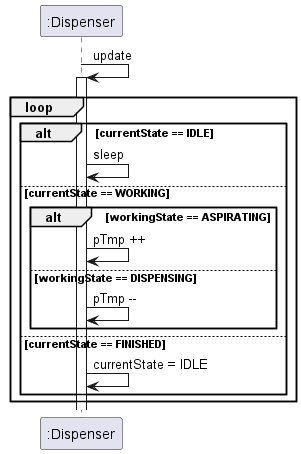 :Dispenser
update
loop
alt [currentState == IDLE]
sleep
[currentState == WORKING]
alt [workingState == ASPIRATING]
pTmp ++
[workingState == DISPENSING]
pTmp --
[currentState == FINISHED]
currentState = IDLE
:Dispenser